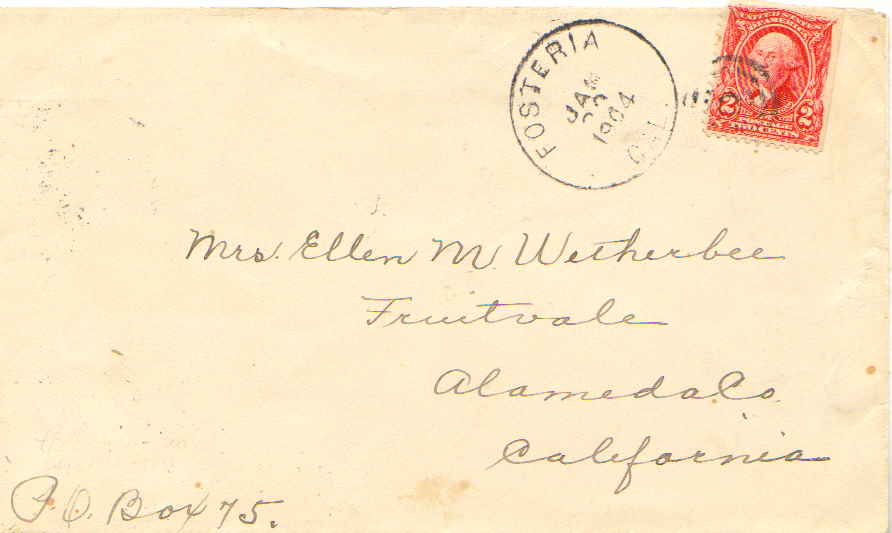 FOSTERIA
JAN
1904
CAL.
UNITED STATES
OF AMERICA
2 2
POSTAGE
TWO CENTS
Mrs. Ellen M. Wetherbee
Fruitvale
Alameda Co
California
P.O. Box 75.